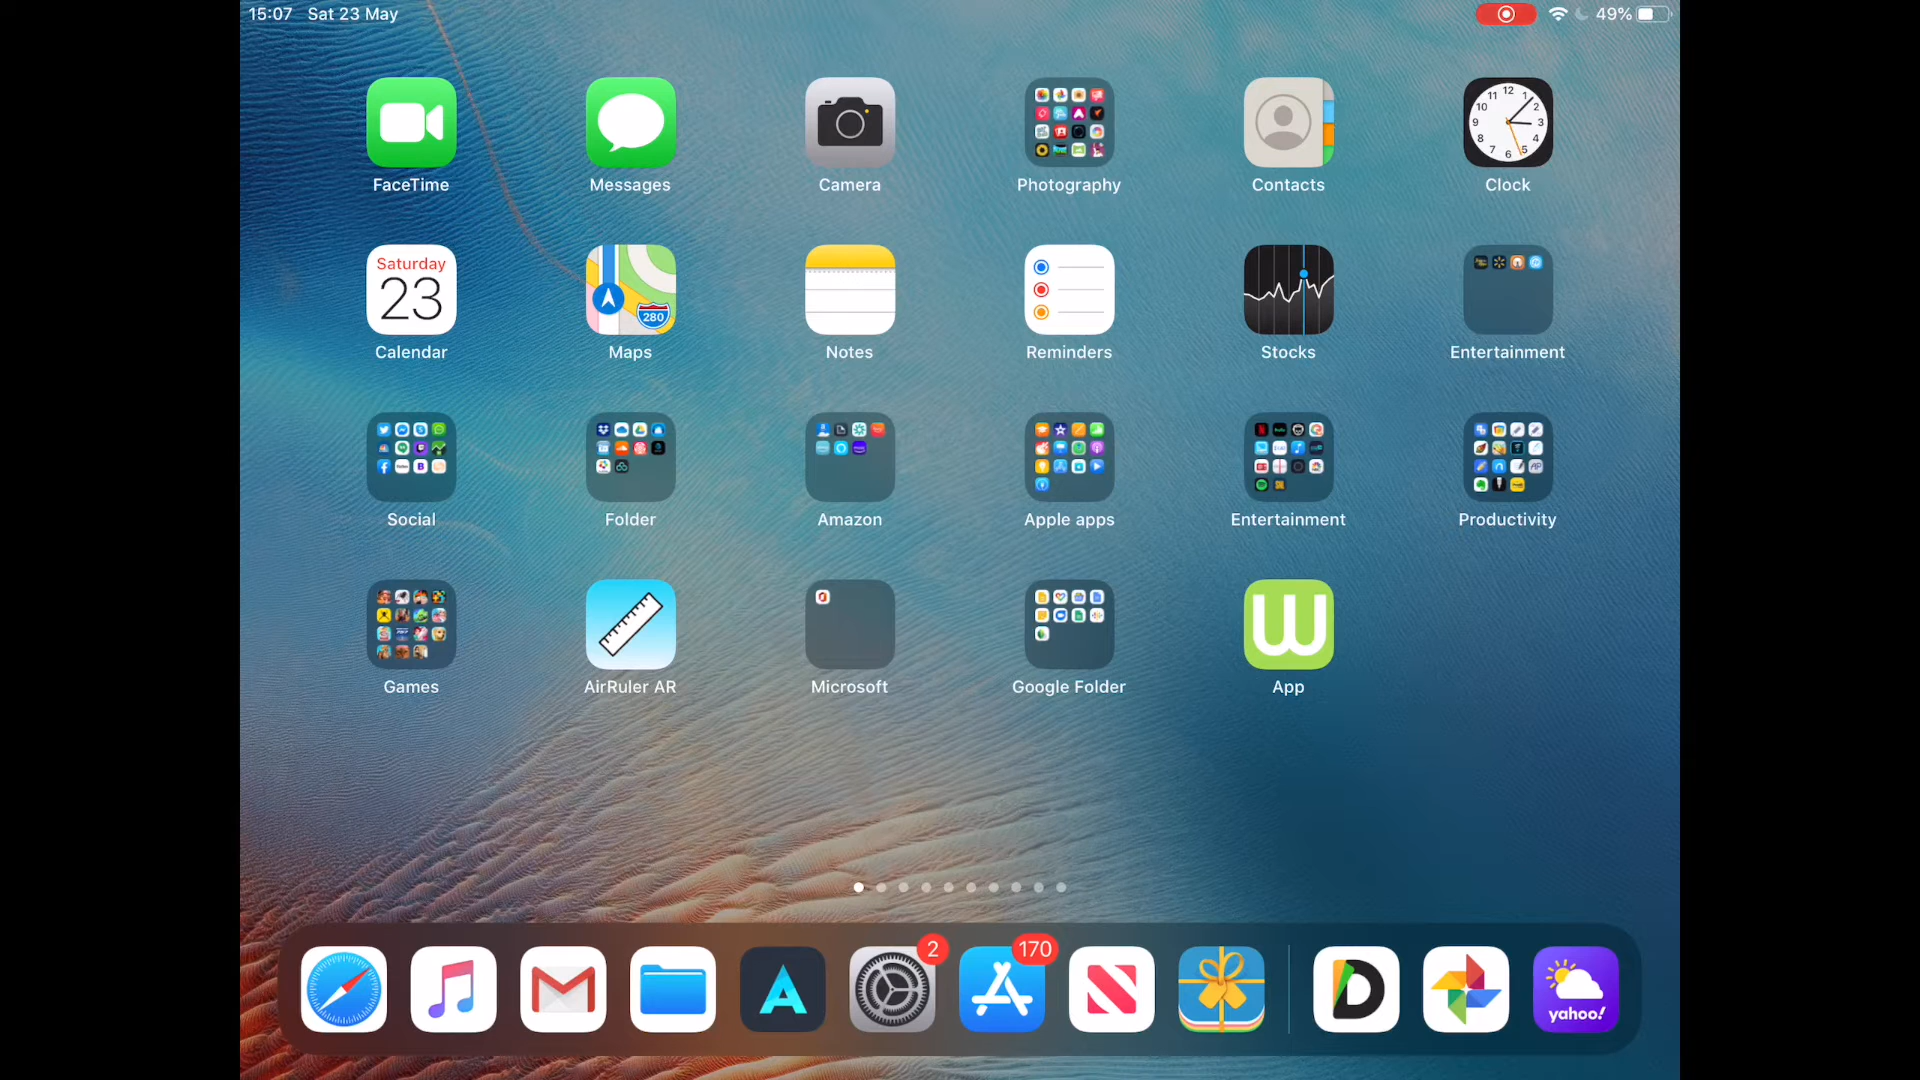 15:07 Sat 23 May 49%
FaceTime Messages Camera Photography Contacts Clock
Saturday
23
280
Calendar Maps Notes Reminders Stocks Entertainment
Social Folder Amazon Apple apps Entertainment Productivity
W
Games AirRuler AR Microsoft Google Folder App
2 170
D
yahoo!